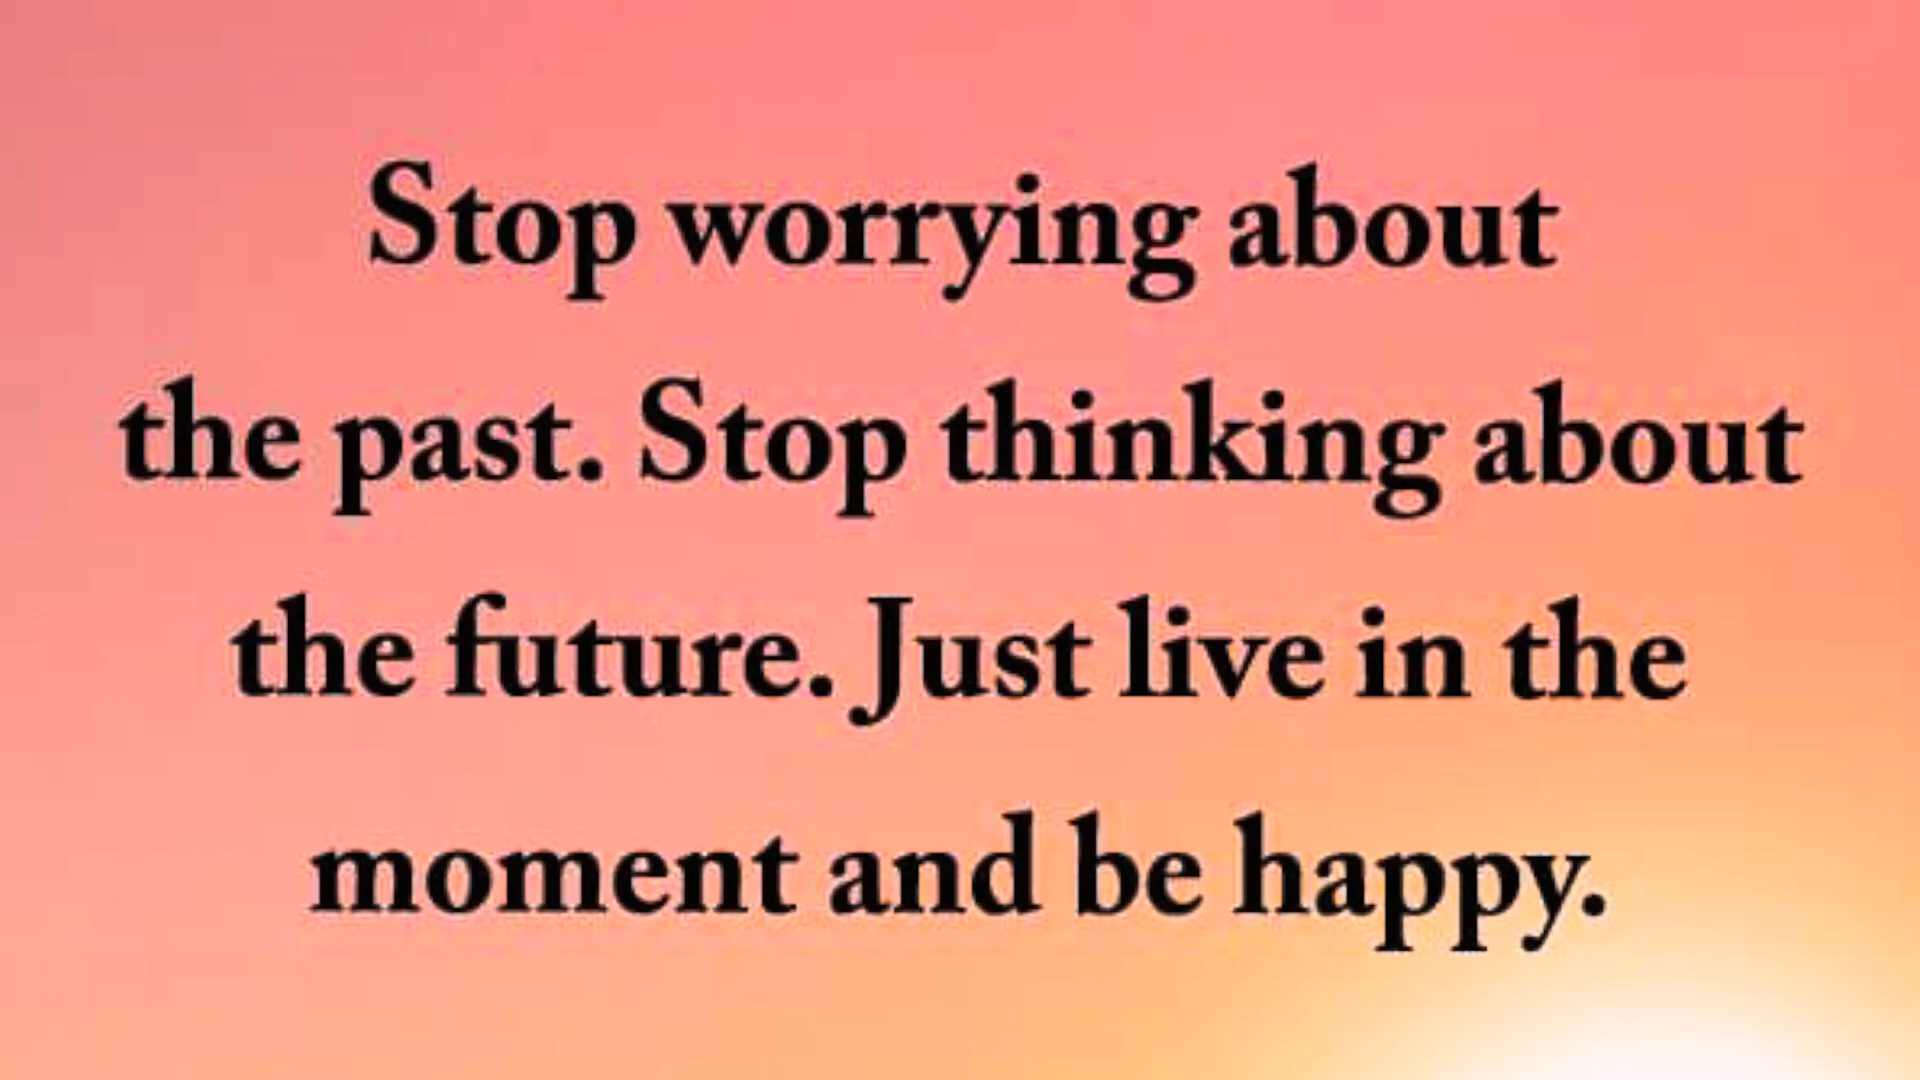 Stop worrying about
the past. Stop thinking about
the future. Just live in the
moment and be happy.